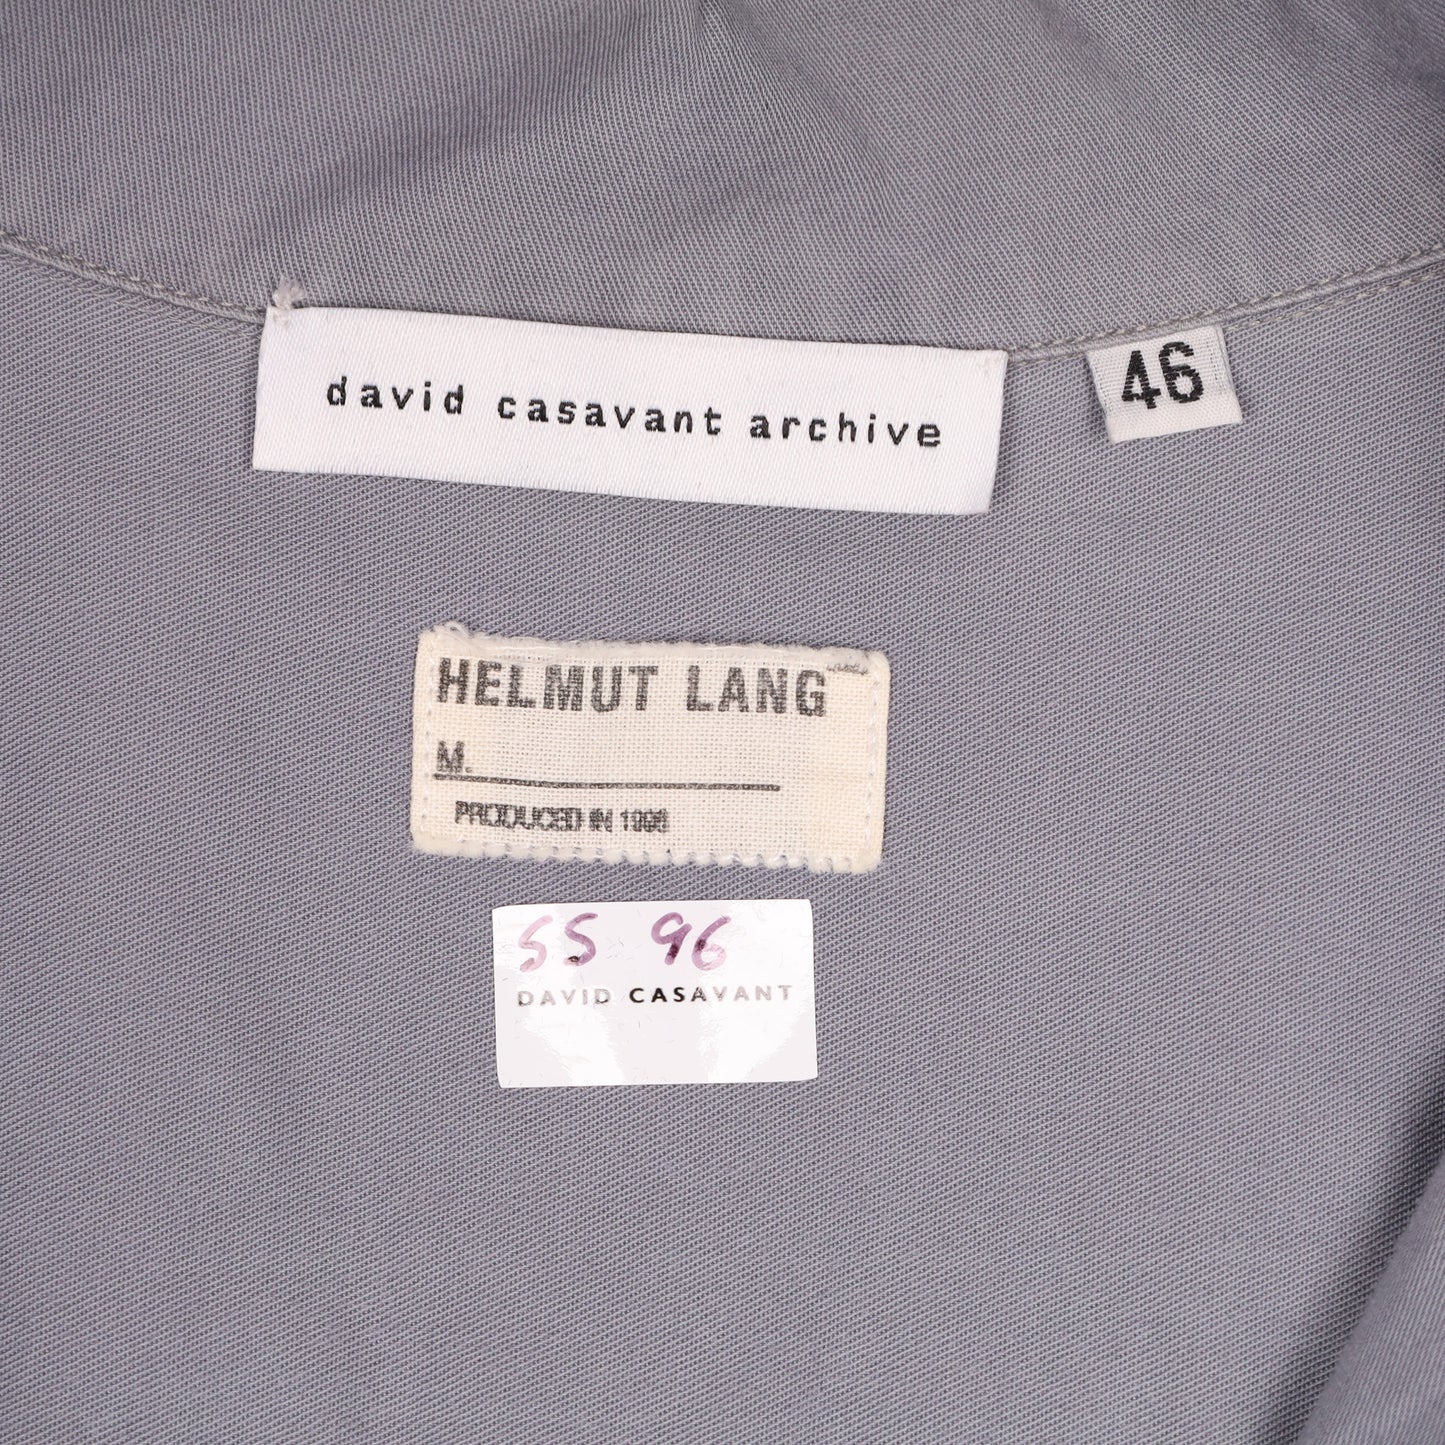 david casavant archive
46
HELMUT LANG
M.
PRODUCED IN 1996
SS 96
DAVID CASAVANT